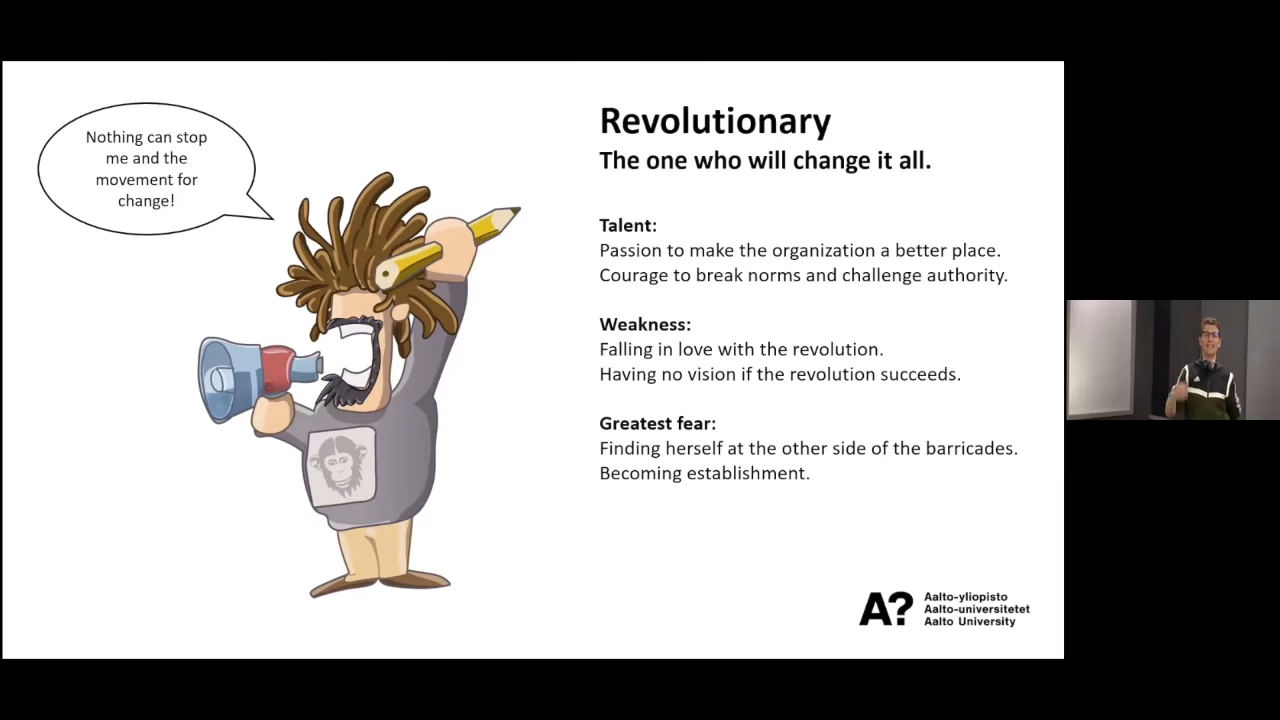 Nothing can stop
me and the
movement for
change!
Revolutionary
The one who will change it all.
Talent:
Passion to make the organization a better place.
Courage to break norms and challenge authority.
Weakness:
Falling in love with the revolution.
Having no vision if the revolution succeeds.
Greatest fear:
Finding herself at the other side of the barricades.
Becoming establishment.
A?
Aalto-yliopisto
Aalto-universitetet
Aalto University